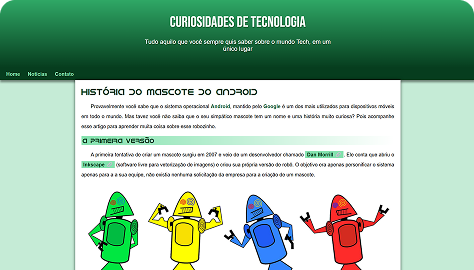 CURIOSIDADES DE TECNOLOGIA
Tudo aquilo que você sempre quis saber sobre o mundo Tech, em um
único lugar
Home Notícias Contato
HISTÓRIA DO MASCOTE DO ANDROID
Provavelmente você sabe que o sistema operacional Android, mantido pelo Google é um dos mais utilizados para dispositivos móveis
em todo o mundo. Mas tavez você não saiba que o seu simpático mascote tem um nome e uma história muito curiosa? Pois acompanhe
esse artigo para aprender muita coisa sobre esse robozinho.
A PRIMEIRA VERSÃO
A primeira tentativa de criar um mascote surgiu em 2007 e veio de um desenvolvedor chamado Dan Morrill. Ele conta que abriu o
Inkscape (software livre para vetorização de imagens) e criou sua própria versão de robô. O objetivo era apenas personificar o sistema
apenas para a a sua equipe, não existia nenhuma solicitação da empresa para a criação de um mascote.